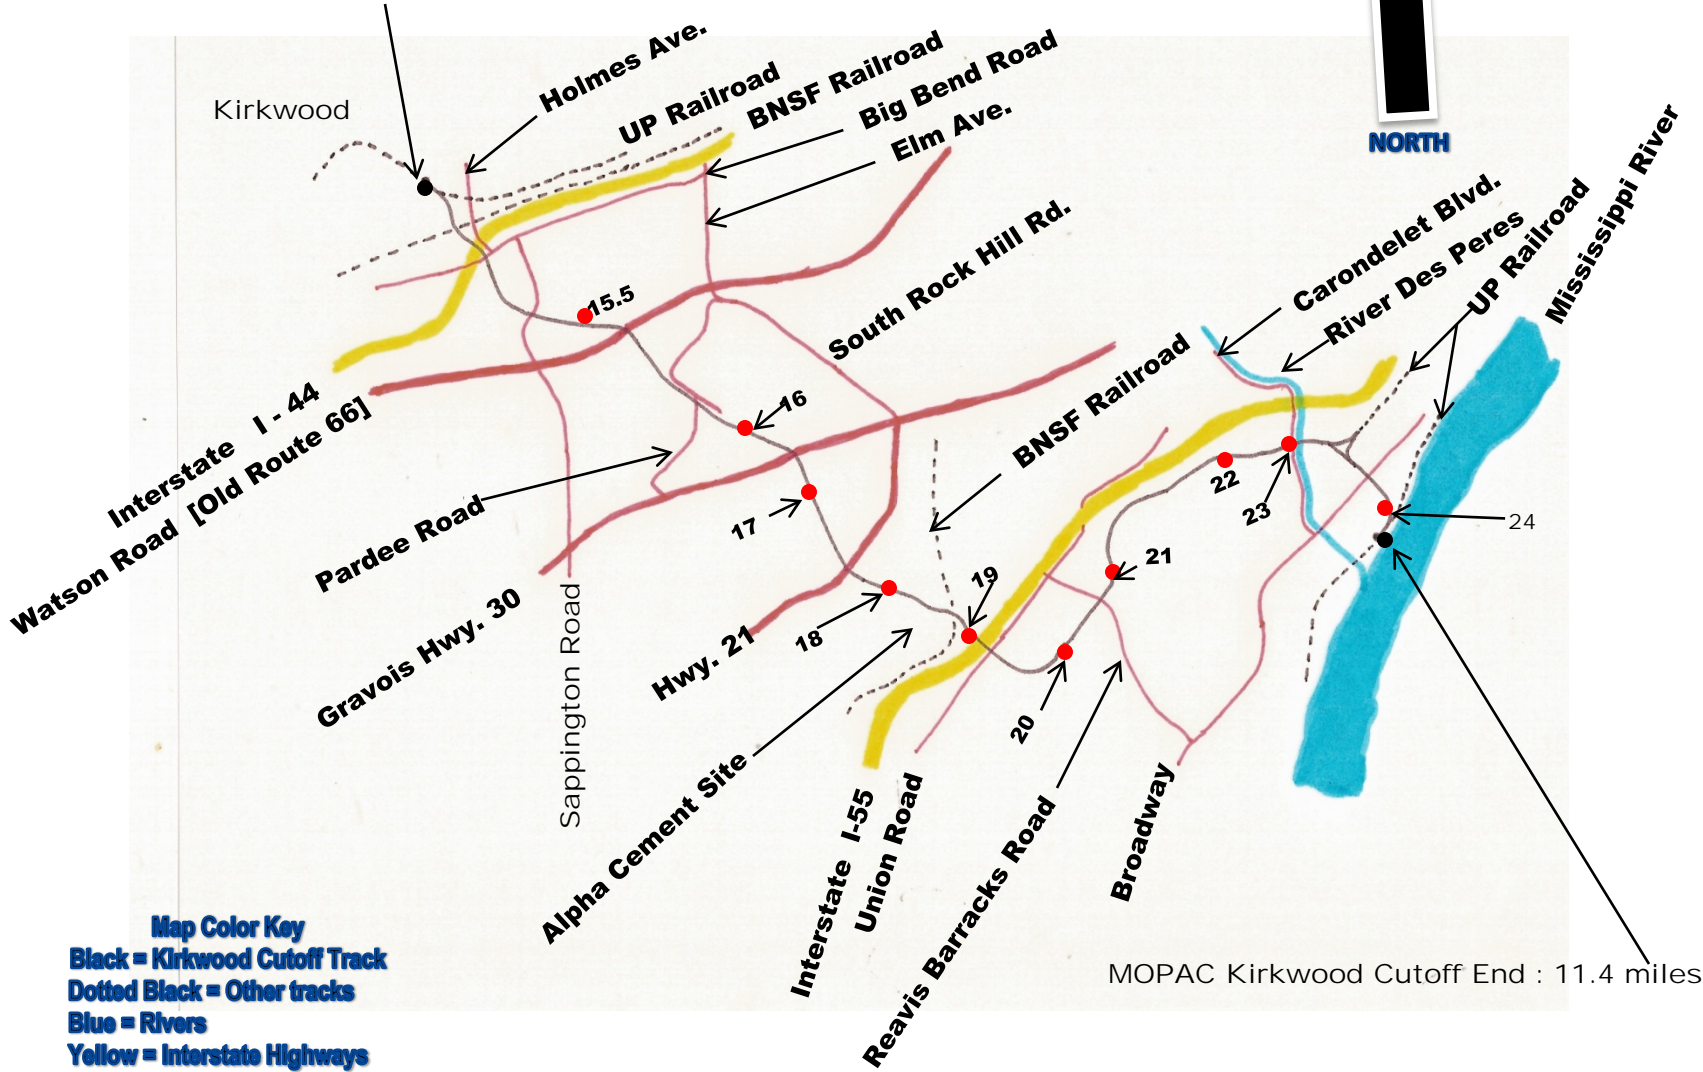 Kirkwood
Holmes Ave.
UP Railroad
BNSF Railroad
Big Bend Road
Elm Ave.
NORTH
Mississippi River
Carondelet Blvd.
River Des Peres
UP Railroad
South Rock Hill Rd.
BNSF Railroad
15.5
16
Interstate I - 44
Watson Road [Old Route 66]
Pardee Road
17
22
23
24
21
19
18
20
Gravois Hwy. 30
Sappington Road
Hwy. 21
Alpha Cement Site
Interstate I-55
Union Road
Reavis Barracks Road
Broadway
MOPAC Kirkwood Cutoff End : 11.4 miles
Map Color Key
Black = Kirkwood Cutoff Track
Dotted Black = Other tracks
Blue = Rivers
Yellow = Interstate Highways